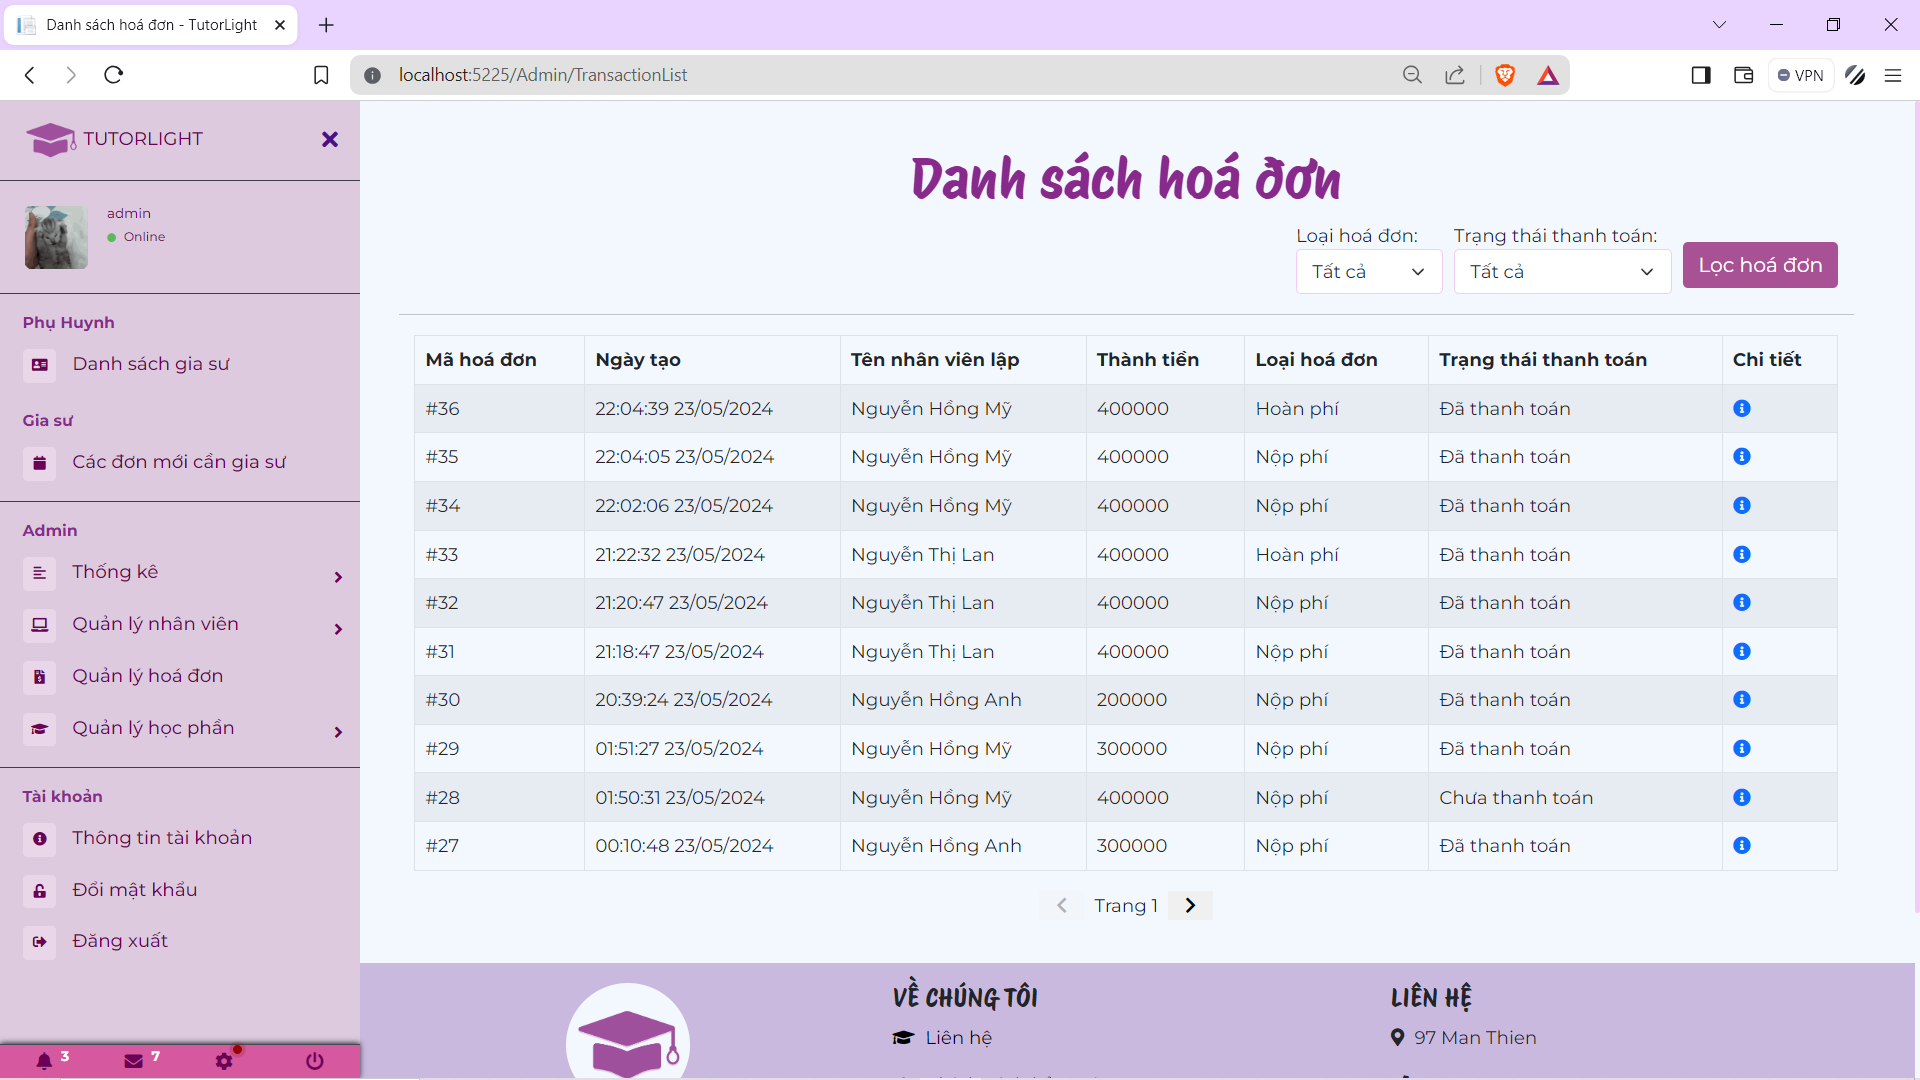 Danh sách hoá đơn - TutorLight
localhost:5225/Admin/TransactionList
VPN
TUTORLIGHT
admin
Online
Phụ Huynh
Danh sách gia sư
Gia sư
Các đơn mới cần gia sư
Admin
Thống kê
Quản lý nhân viên
Quản lý hoá đơn
Quản lý học phần
Tài khoản
Thông tin tài khoản
Đổi mật khẩu
Đăng xuất
3 7
Danh sách hoá đơn
Loại hoá đơn: Trạng thái thanh toán:
Tất cả Tất cả Lọc hoá đơn
Mã hoá đơn Ngày tạo Tên nhân viên lập Thành tiền Loại hoá đơn Trạng thái thanh toán Chi tiết
#36 22:04:39 23/05/2024 Nguyễn Hồng Mỹ 400000 Hoàn phí Đã thanh toán
#35 22:04:05 23/05/2024 Nguyễn Hồng Mỹ 400000 Nộp phí Đã thanh toán
#34 22:02:06 23/05/2024 Nguyễn Hồng Mỹ 400000 Nộp phí Đã thanh toán
#33 21:22:32 23/05/2024 Nguyễn Thị Lan 400000 Hoàn phí Đã thanh toán
#32 21:20:47 23/05/2024 Nguyễn Thị Lan 400000 Nộp phí Đã thanh toán
#31 21:18:47 23/05/2024 Nguyễn Thị Lan 400000 Nộp phí Đã thanh toán
#30 20:39:24 23/05/2024 Nguyễn Hồng Anh 200000 Nộp phí Đã thanh toán
#29 01:51:27 23/05/2024 Nguyễn Hồng Mỹ 300000 Nộp phí Đã thanh toán
#28 01:50:31 23/05/2024 Nguyễn Hồng Mỹ 400000 Nộp phí Chưa thanh toán
#27 00:10:48 23/05/2024 Nguyễn Hồng Anh 300000 Nộp phí Đã thanh toán
Trang 1
VỀ CHÚNG TÔI
Liên hệ
LIÊN HỆ
97 Man Thien